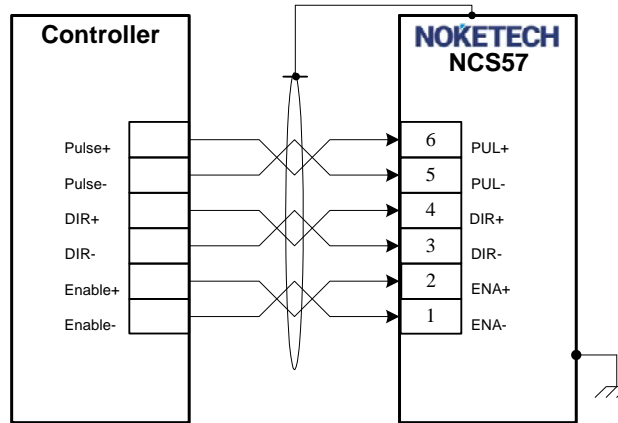 Controller
NOKETECH
NCS57
Pulse+
Pulse-
DIR+
DIR-
Enable+
Enable-
6
PUL+
5
PUL-
4
DIR+
3
DIR-
2
ENA+
1
ENA-